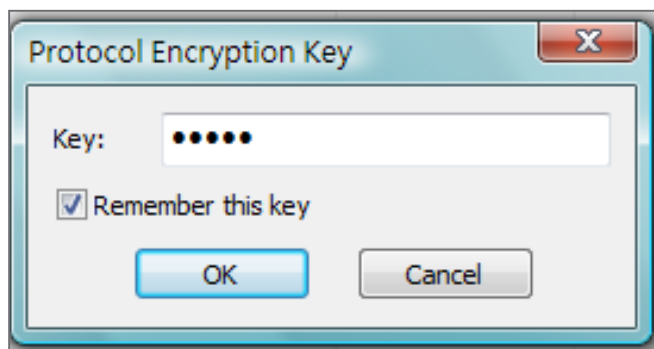 Protocol Encryption Key
Key: •••••
Remember this key
OK Cancel